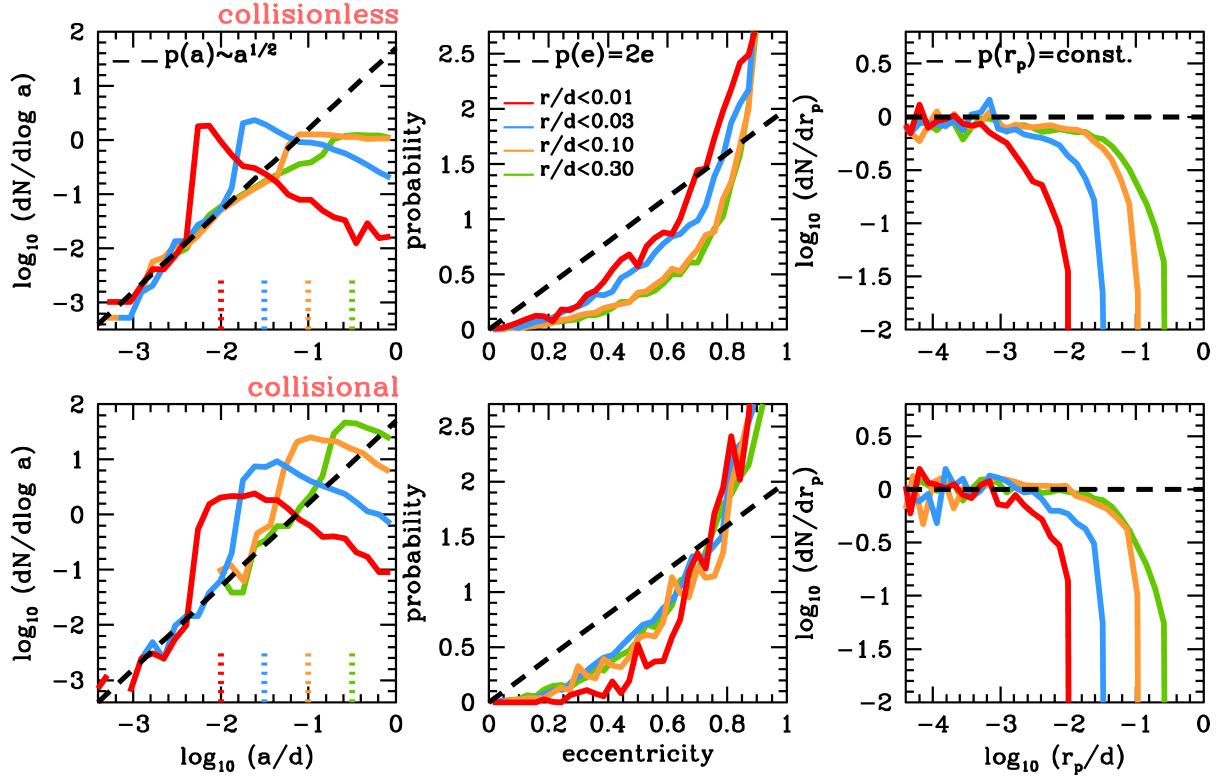 collisionless
2
1
0
−1
−2
−3
log₁₀ (dN/dlog a)
p(a)~a^1/2
−3 −2 −1 0
2.5
2
1.5
1
0.5
0
probability
p(e)=2e
r/d<0.01
r/d<0.03
r/d<0.10
r/d<0.30
0 0.2 0.4 0.6 0.8 1
0.5
0
−0.5
−1
−1.5
−2
log₁₀ (dN/drₚ)
p(rₚ)=const.
−4 −3 −2 −1 0
collisional
2
1
0
−1
−2
−3
log₁₀ (dN/dlog a)
−3 −2 −1 0
log₁₀ (a/d)
2.5
2
1.5
1
0.5
0
probability
0 0.2 0.4 0.6 0.8 1
eccentricity
0.5
0
−0.5
−1
−1.5
−2
log₁₀ (dN/drₚ)
−4 −3 −2 −1 0
log₁₀ (rₚ/d)